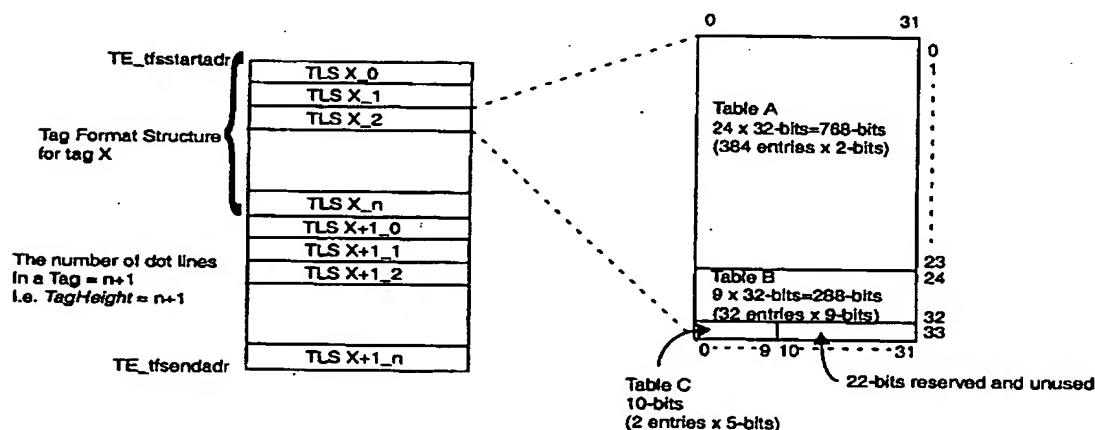 TE_tfsstartadr
TLS X_0
TLS X_1
TLS X_2
Tag Format Structure
for tag X
TLS X_n
TLS X+1_0
TLS X+1_1
TLS X+1_2
The number of dot lines
in a Tag = n+1
i.e. TagHeight = n+1
TLS X+1_n
TE_tfsendadr
0 31
0
1
Table A
24 x 32-bits=768-bits
(384 entries x 2-bits)
23
24
Table B
9 x 32-bits=288-bits
(32 entries x 9-bits)
32
33
0 9 10 31
Table C
10-bits
(2 entries x 5-bits)
22-bits reserved and unused